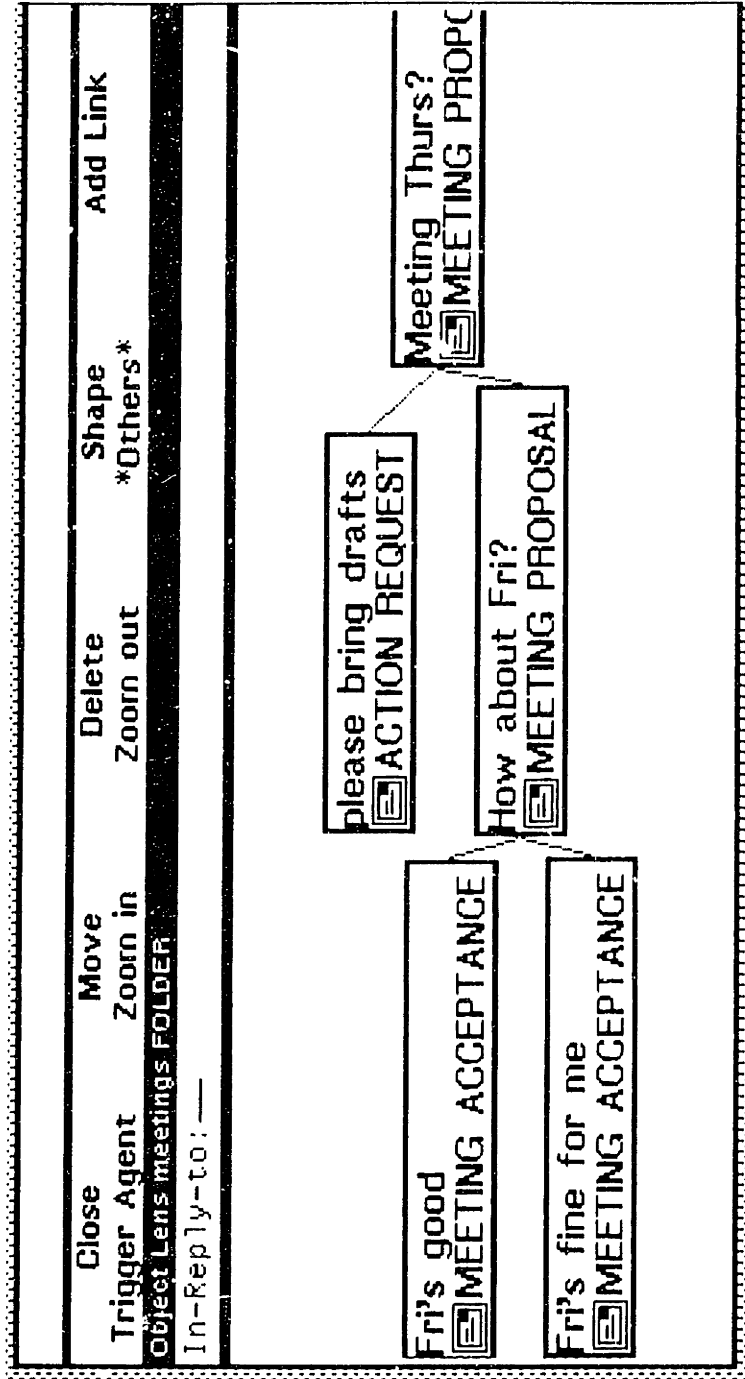 Close Move Delete Shape Add Link
Trigger Agent Zoom in Zoom out *Others*
Object Lens meetings FOLDER
In-Reply-to:
please bring drafts
ACTION REQUEST
Meeting Thurs?
MEETING PROPO
Fri's good
MEETING ACCEPTANCE
How about Fri?
MEETING PROPOSAL
Fri's fine for me
MEETING ACCEPTANCE